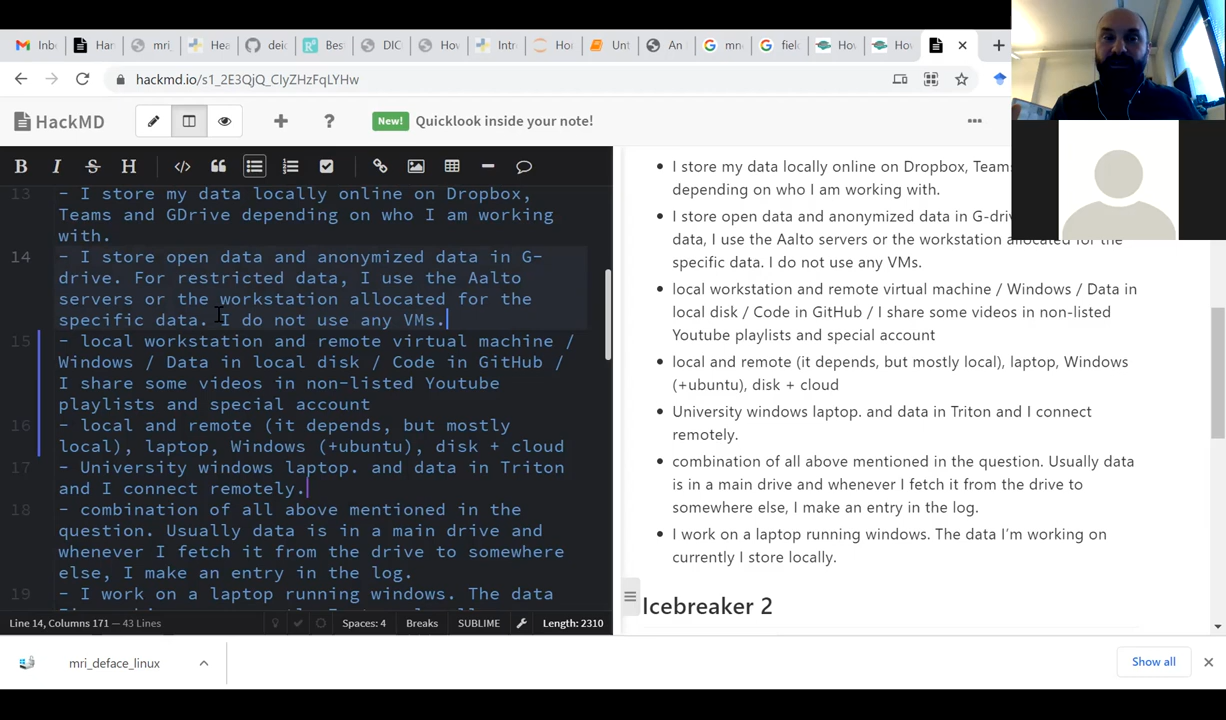 Inb Har mri_ Hea deic Bes DIC Hov Intr Hor Unt An mn fiel Hov Hov
hackmd.io/s1_2E3QjQ_CIyZHzFqLYHw
HackMD New! Quicklook inside your note!
B I S H
13 - I store my data locally online on Dropbox,
Teams and GDrive depending on who I am working
with.
14 - I store open data and anonymized data in G-
drive. For restricted data, I use the Aalto
servers or the workstation allocated for the
specific data. I do not use any VMs.
15 - local workstation and remote virtual machine /
Windows / Data in local disk / Code in GitHub /
I share some videos in non-listed Youtube
playlists and special account
16 - local and remote (it depends, but mostly
local), laptop, Windows (+ubuntu), disk + cloud
17 - University windows laptop. and data in Triton
and I connect remotely.
18 - combination of all above mentioned in the
question. Usually data is in a main drive and
whenever I fetch it from the drive to somewhere
else, I make an entry in the log.
19 - I work on a laptop running windows. The data
Line 14, Columns 171 — 43 Lines Spaces: 4 Breaks SUBLIME Length: 2310
I store my data locally online on Dropbox, Teams
depending on who I am working with.
I store open data and anonymized data in G-
data, I use the Aalto servers or the workstation allocated for the
specific data. I do not use any VMs.
local workstation and remote virtual machine / Windows / Data in
local disk / Code in GitHub / I share some videos in non-listed
Youtube playlists and special account
local and remote (it depends, but mostly local), laptop, Windows
(+ubuntu), disk + cloud
University windows laptop. and data in Triton and I connect
remotely.
combination of all above mentioned in the question. Usually data
is in a main drive and whenever I fetch it from the drive to
somewhere else, I make an entry in the log.
I work on a laptop running windows. The data I'm working on
currently I store locally.
Icebreaker 2
mri_deface_linux Show all